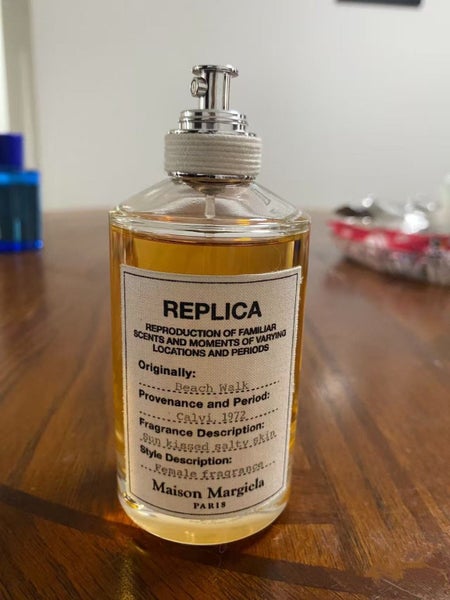 REPLICA
REPRODUCTION OF FAMILIAR
SCENTS AND MOMENTS OF VARYING
LOCATIONS AND PERIODS
Originally:
Beach Walk
Provenance and Period:
Calvi 1972
Fragrance Description:
Sun kissed salty skin
Style Description:
Female fragrance
Maison Margiela
PARIS